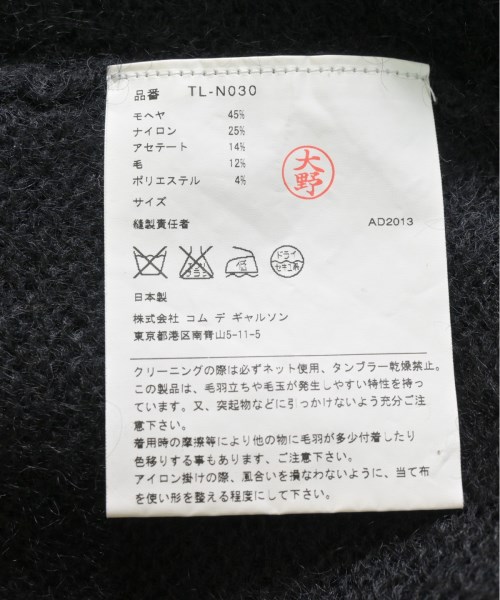 品番 TL-N030
モヘヤ 45%
ナイロン 25%
アセテート 14%
毛 12%
ポリエステル 4%
サイズ
縫製責任者 AD2013
大野
エンソ サラシ 低 ドライ セキユ系
日本製
株式会社 コム デ ギャルソン
東京都港区南青山5-11-5
クリーニングの際は必ずネット使用、タンブラー乾燥禁止。
この製品は、毛羽立ちや毛玉が発生しやすい特性を持っ
ています。又、突起物などに引っかけないよう充分ご注
意下さい。
着用時の摩擦等により他の物に毛羽が多少付着したり
色移りする事もあります、ご注意下さい。
アイロン掛けの際、風合いを損なわないように、当て布
を使い形を整える程度にして下さい。